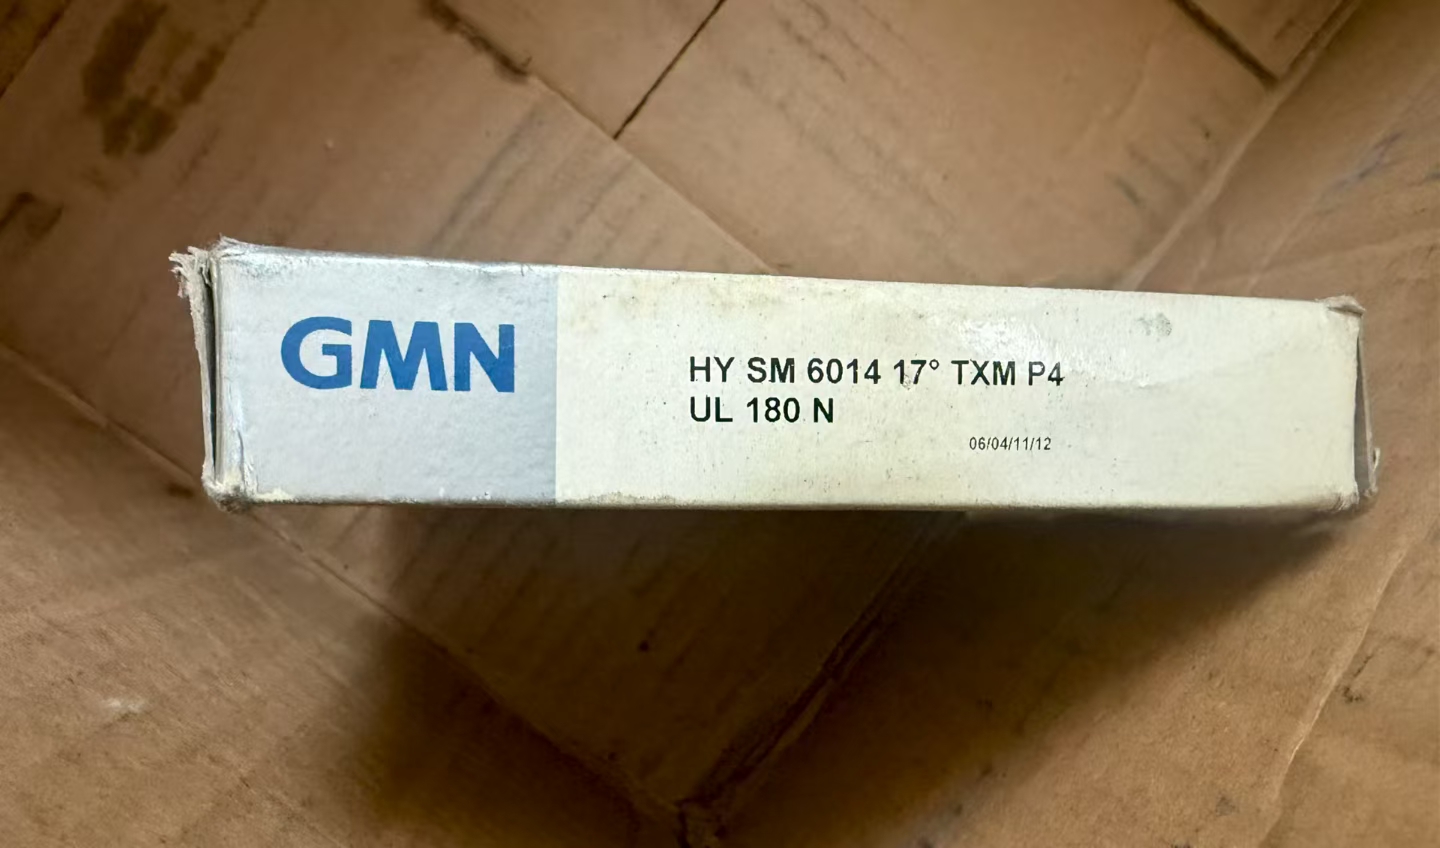 GMN
HY SM 6014 17° TXM P4
UL 180 N
06/04/11/12